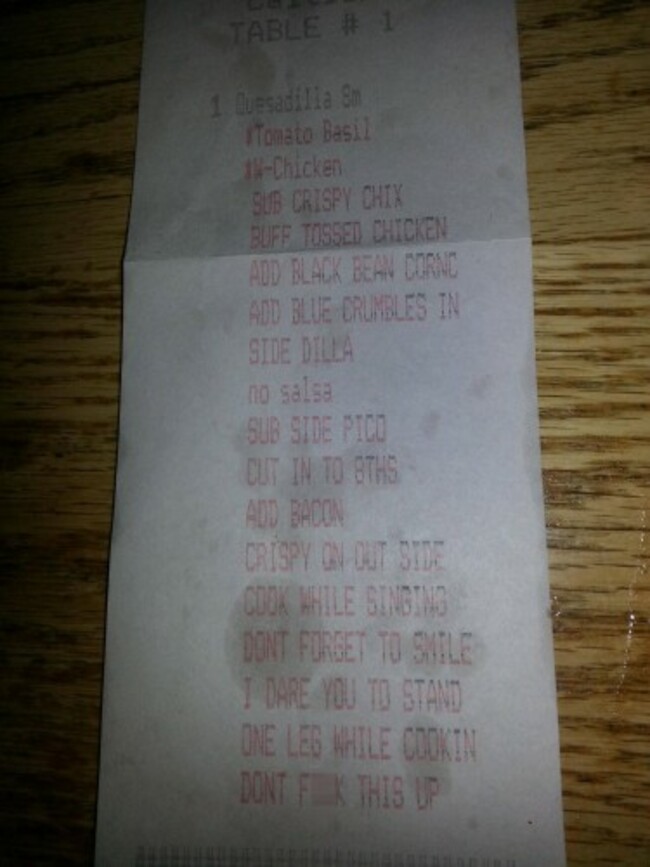 TABLE # 1
1 Quesadilla Sm
#Tomato Basil
#W-Chicken
SUB CRISPY CHIX
BUFF TOSSED CHICKEN
ADD BLACK BEAN CORNC
ADD BLUE CRUMBLES IN
SIDE DILLA
no salsa
SUB SIDE PICO
CUT IN TO 8THS
ADD BACON
CRISPY ON OUT SIDE
COOK WHILE SINGING
DONT FORGET TO SMILE
I DARE YOU TO STAND
ONE LEG WHILE COOKIN
DONT F K THIS UP